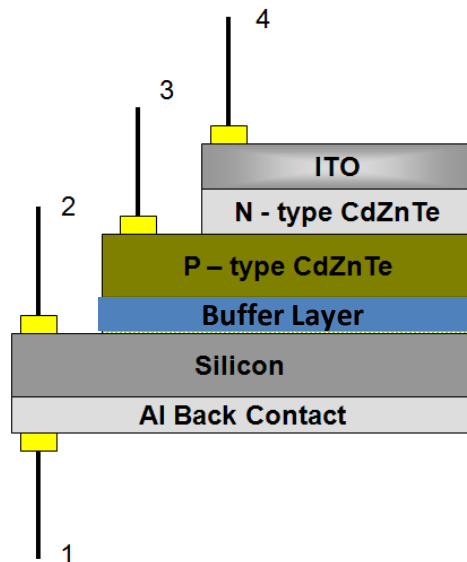 4
3
ITO
2
N - type CdZnTe
P – type CdZnTe
Buffer Layer
Silicon
Al Back Contact
1